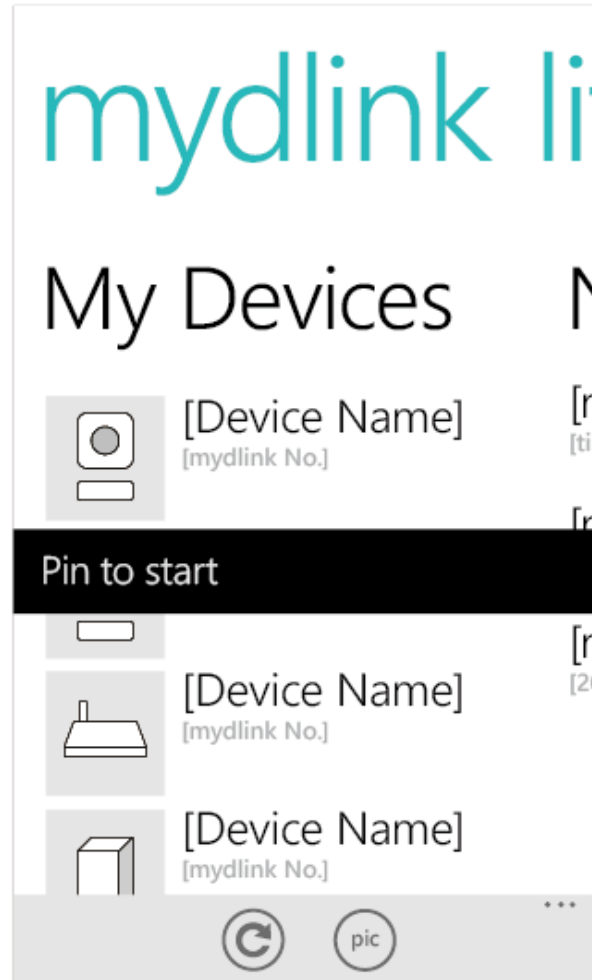 mydlink li
My Devices
[Device Name]
[mydlink No.]
Pin to start
[Device Name]
[mydlink No.]
[Device Name]
[mydlink No.]
pic